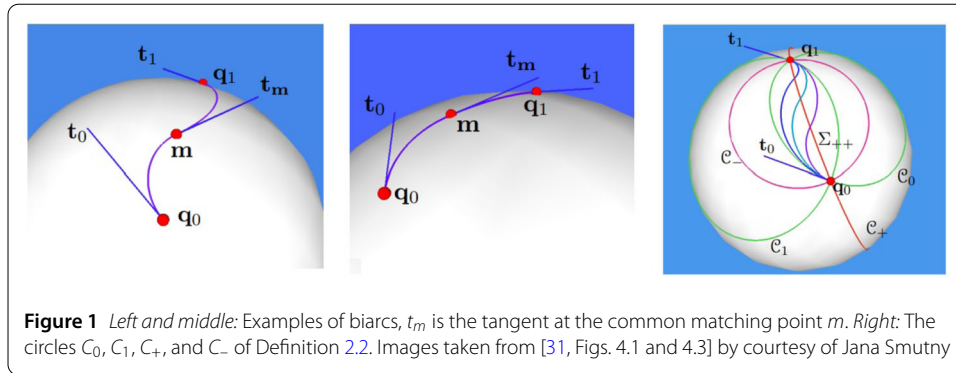 t₁
q₁
tₘ
t₀
m
q₀
tₘ
t₁
t₀
q₁
m
q₀
t₁
q₁
Σ₊₊
t₀
𝒞₋
q₀
𝒞₀
𝒞₁
𝒞₊
Figure 1 Left and middle: Examples of biarcs, tₘ is the tangent at the common matching point m. Right: The
circles C₀, C₁, C₊, and C₋ of Definition 2.2. Images taken from [31, Figs. 4.1 and 4.3] by courtesy of Jana Smutny